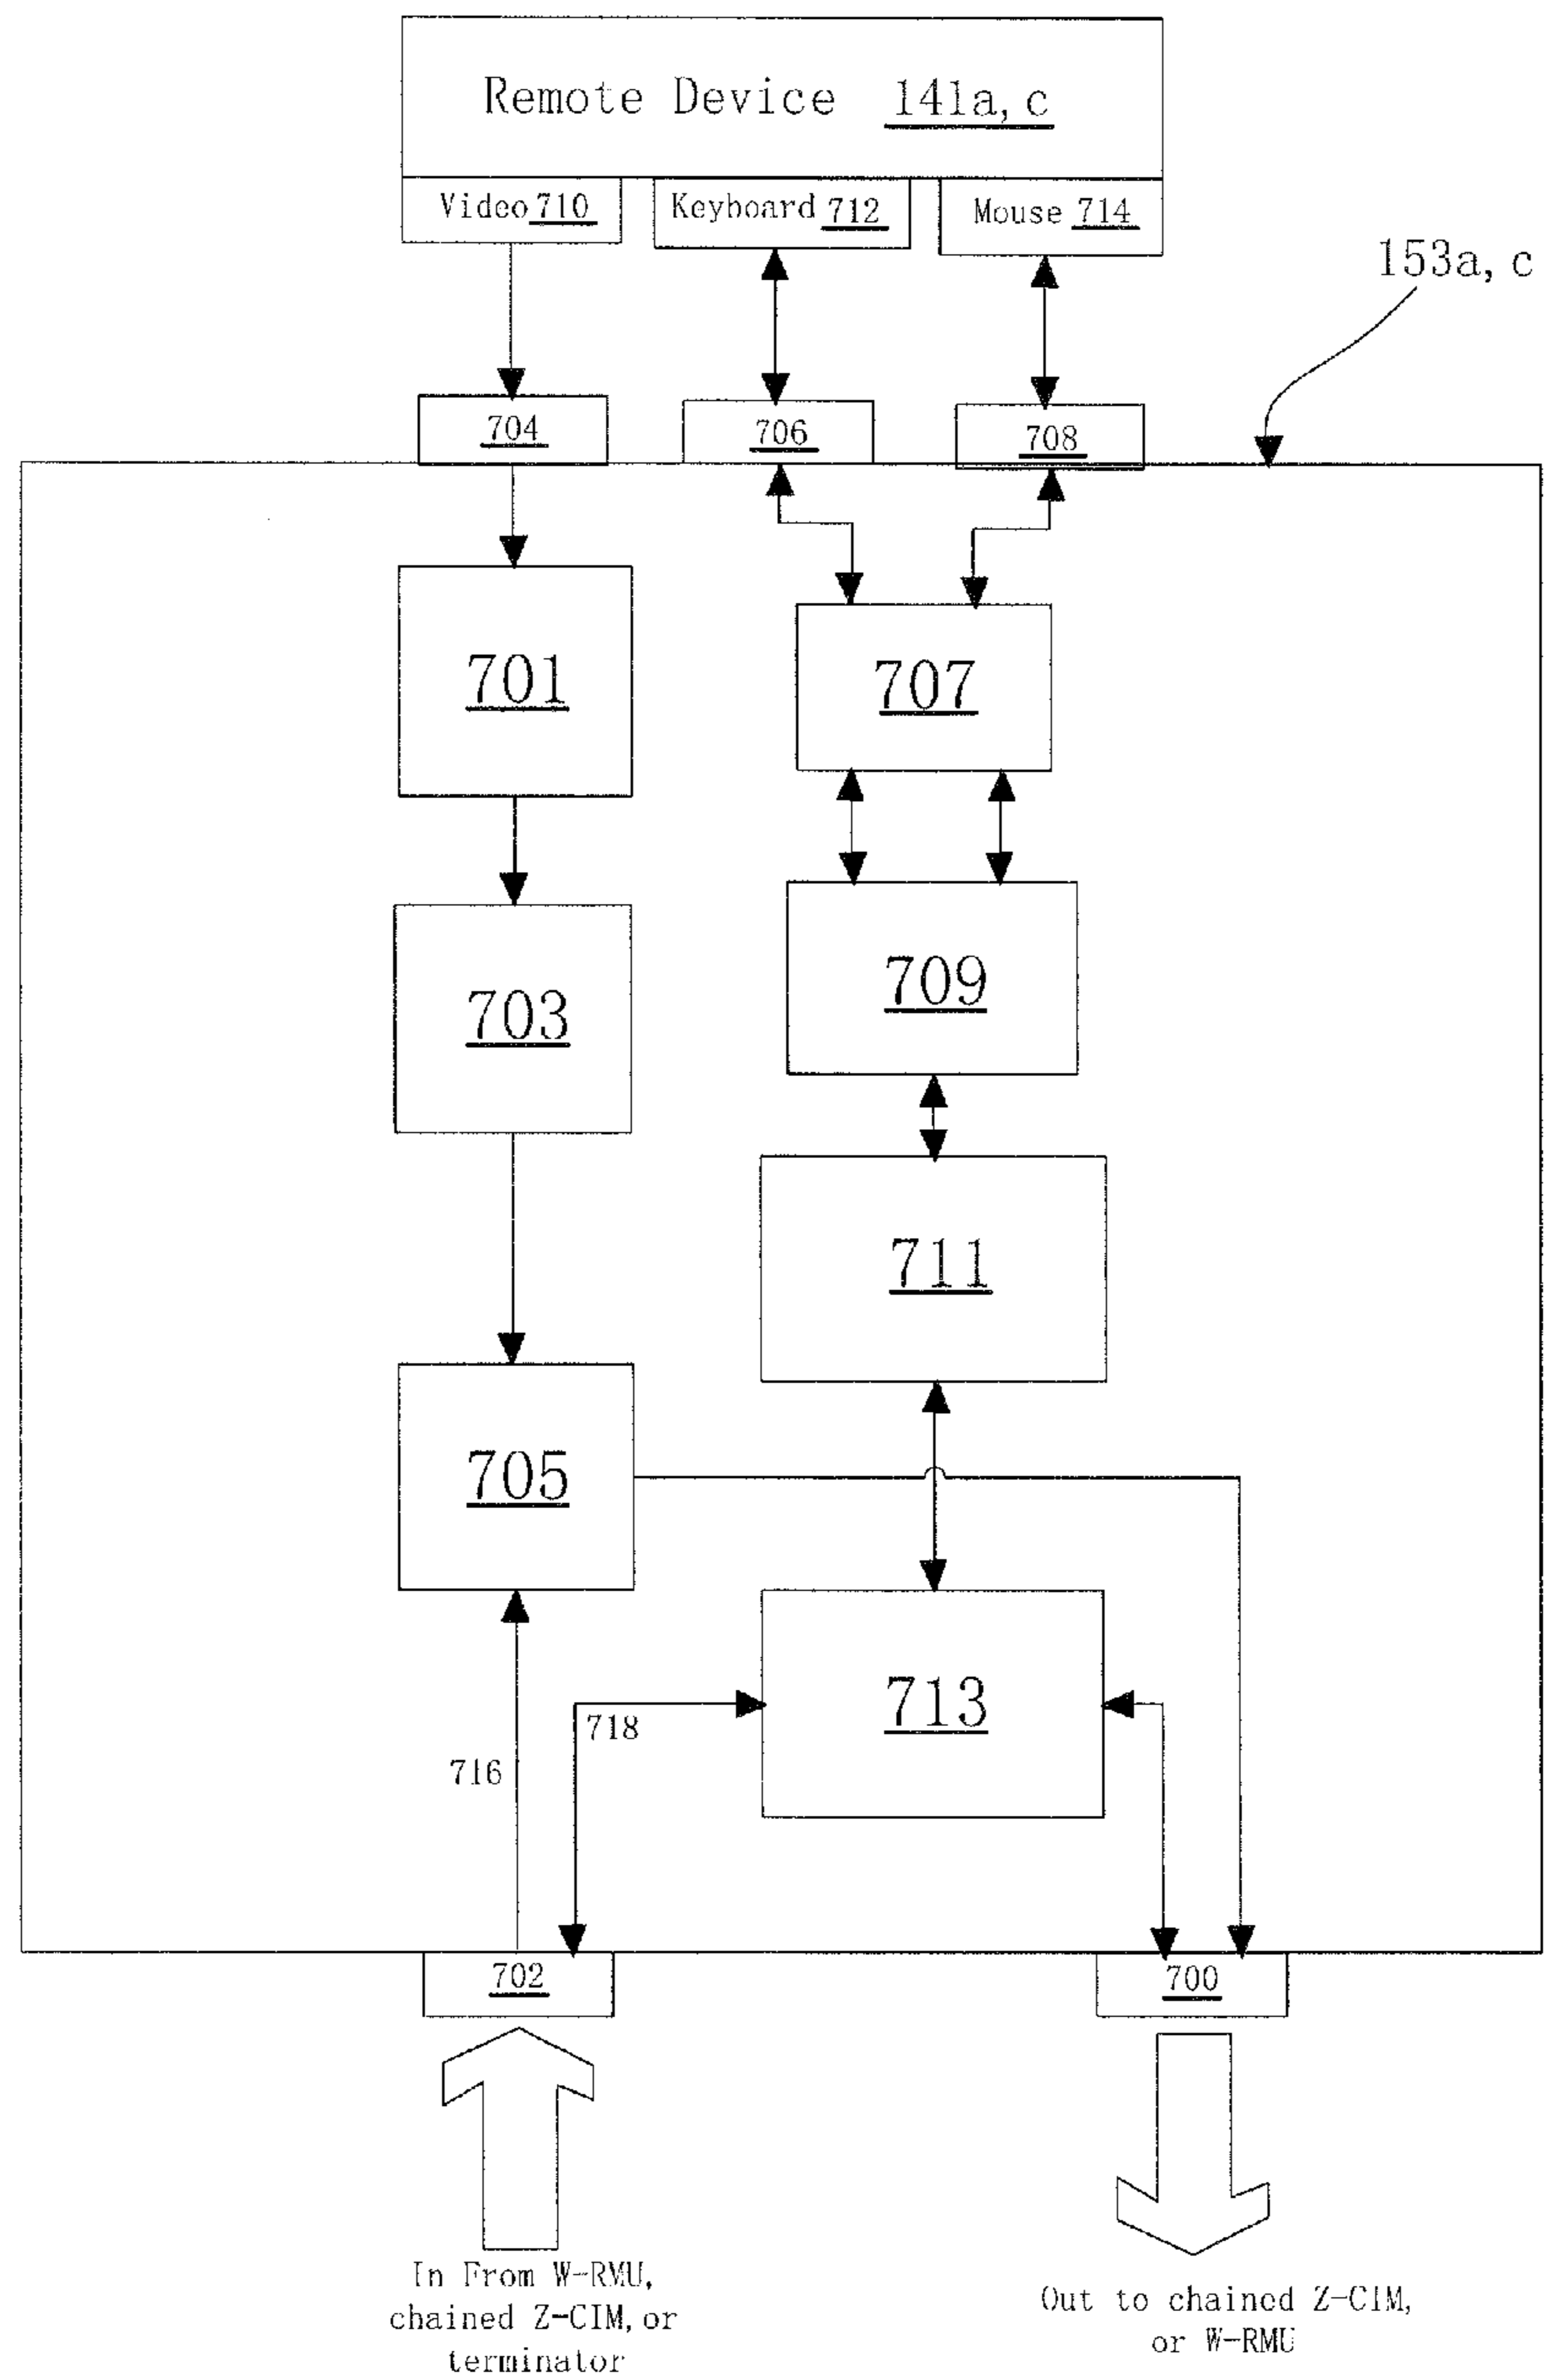 Remote Device 141a, c
Video 710
Keyboard 712
Mouse 714
153a, c
704
706
708
701
707
703
709
711
705
713
718
716
702
700
In From W-RMU,
chained Z-CIM, or
terminator
Out to chained Z-CIM,
or W-RMU